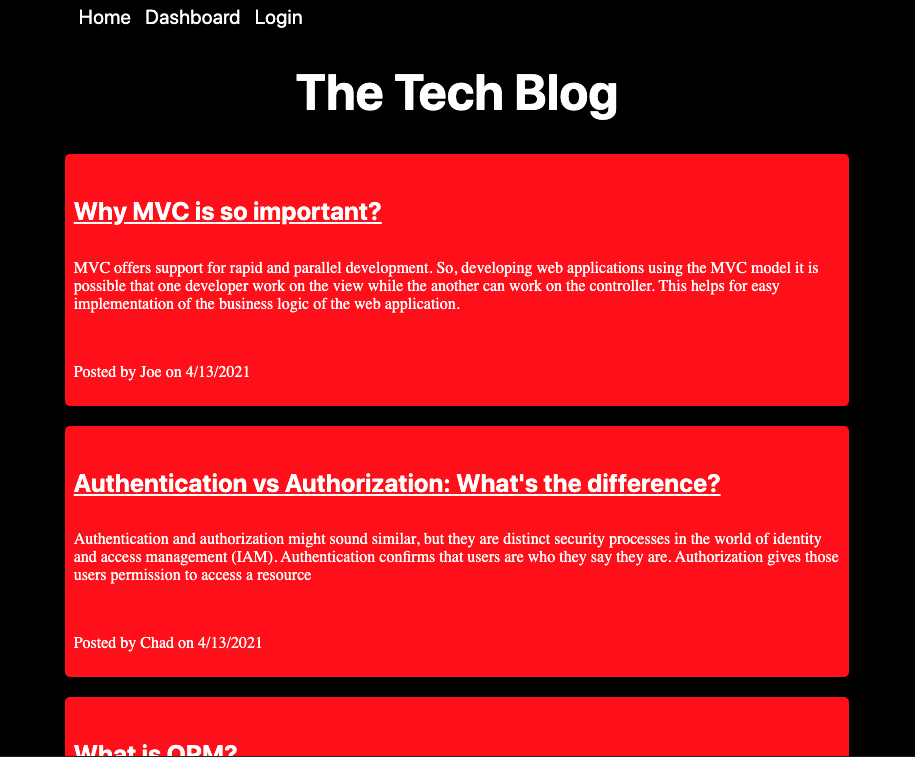 Home Dashboard Login
The Tech Blog
Why MVC is so important?
MVC offers support for rapid and parallel development. So, developing web applications using the MVC model it is
possible that one developer work on the view while the another can work on the controller. This helps for easy
implementation of the business logic of the web application.
Posted by Joe on 4/13/2021
Authentication vs Authorization: What's the difference?
Authentication and authorization might sound similar, but they are distinct security processes in the world of identity
and access management (IAM). Authentication confirms that users are who they say they are. Authorization gives those
users permission to access a resource
Posted by Chad on 4/13/2021
What is ORM?